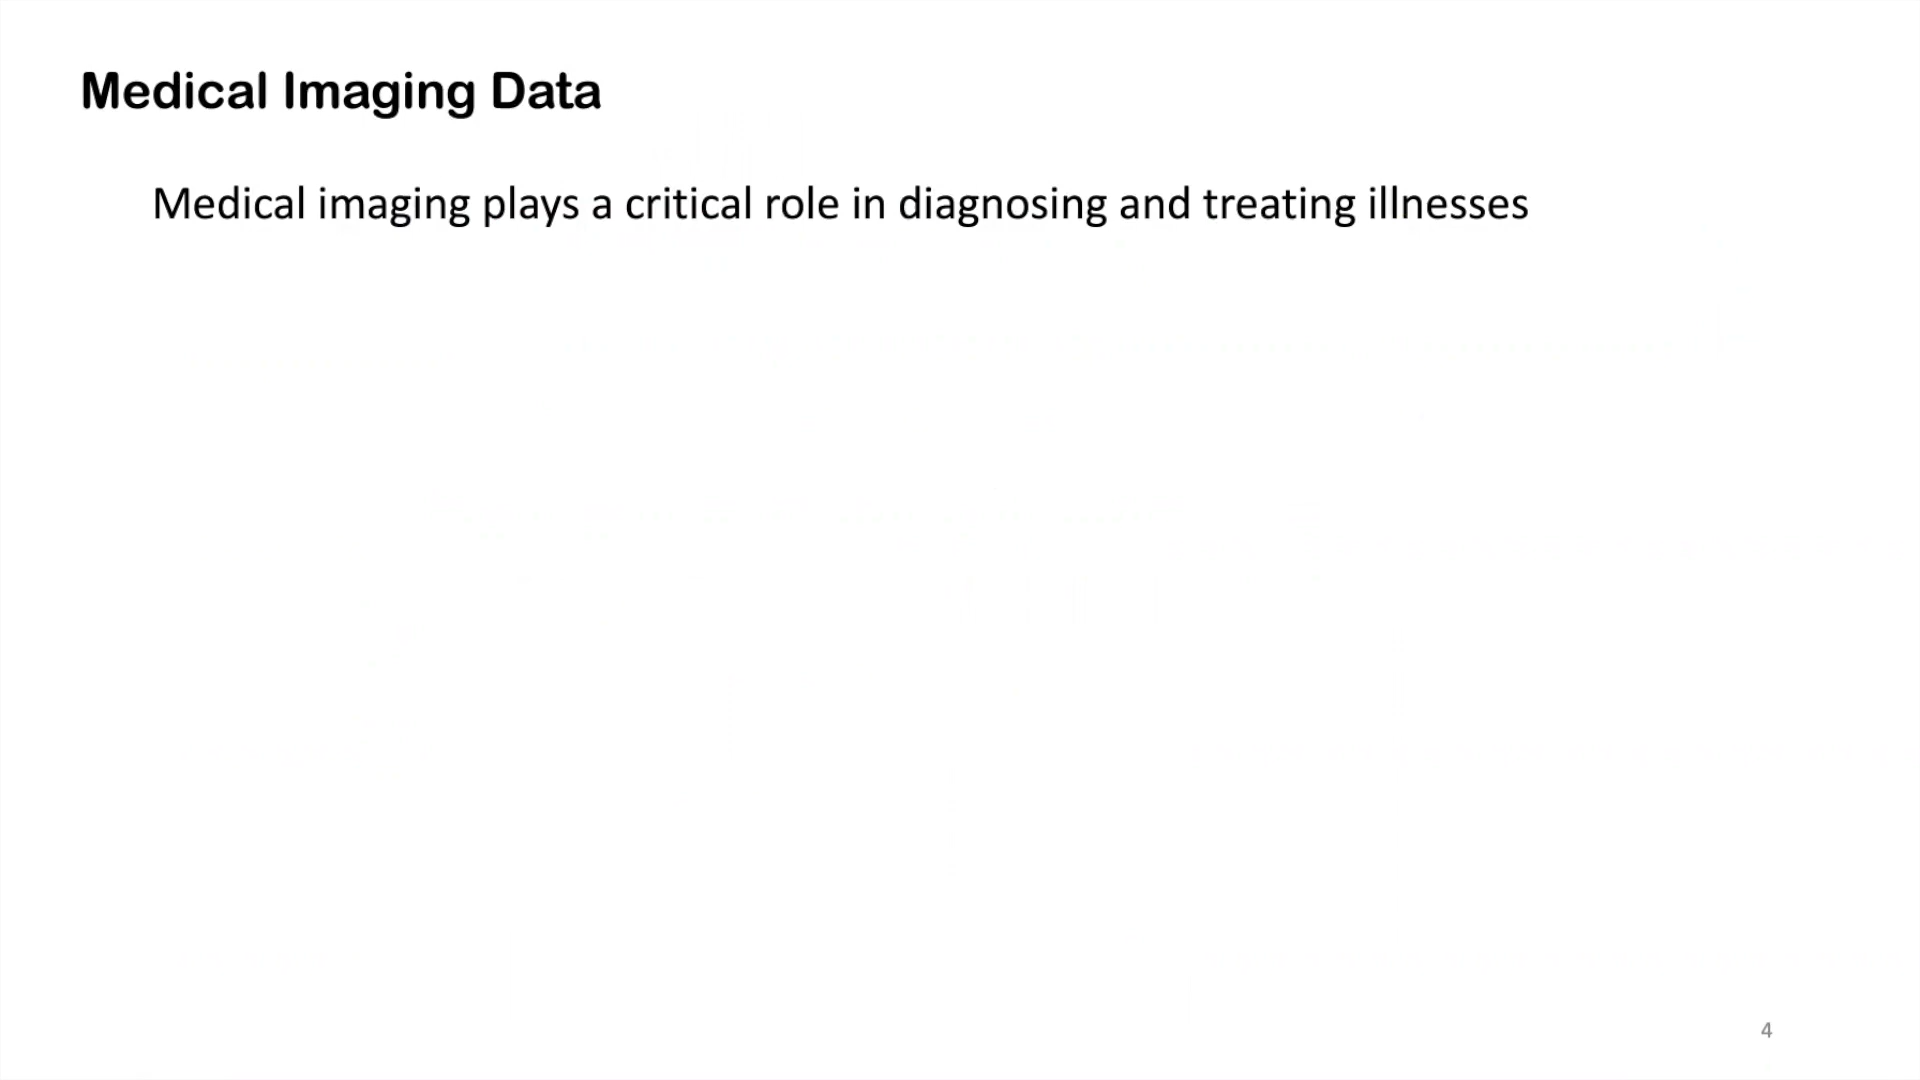 Medical Imaging Data
Medical imaging plays a critical role in diagnosing and treating illnesses
4